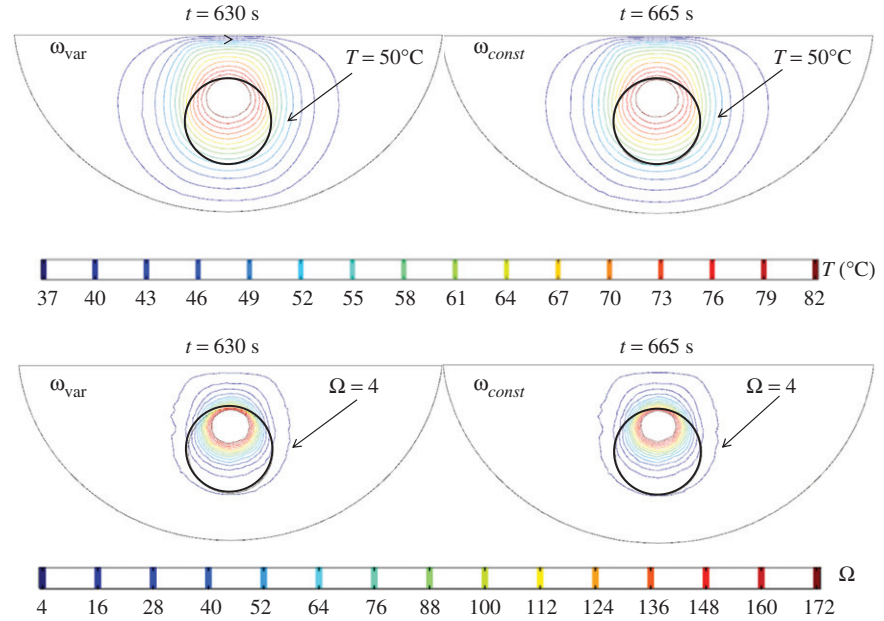 t = 630 s
t = 665 s
ωvar
T = 50°C
ωconst
T = 50°C
T (°C)
37 40 43 46 49 52 55 58 61 64 67 70 73 76 79 82
t = 630 s
t = 665 s
ωvar
Ω = 4
ωconst
Ω = 4
Ω
4 16 28 40 52 64 76 88 100 112 124 136 148 160 172